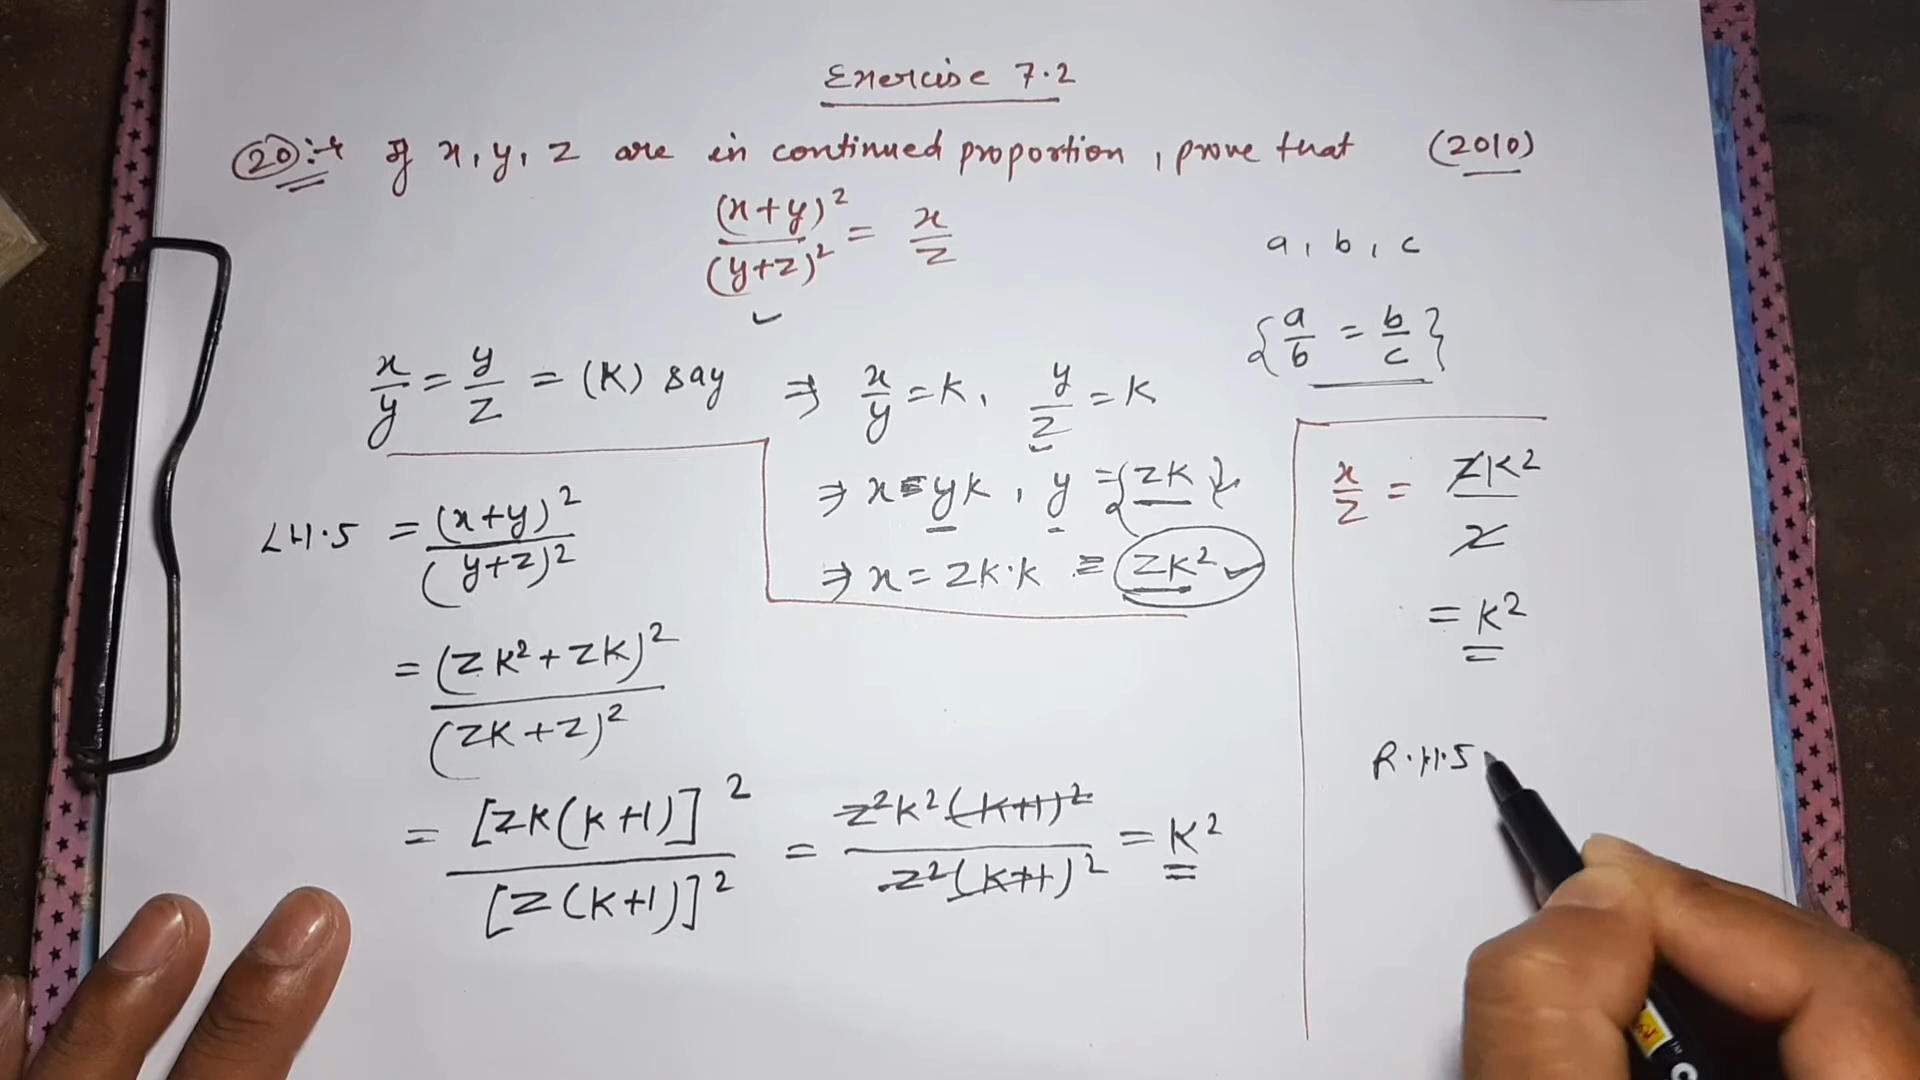 Exercise 7.2
(20):→ If x, y, z are in continued proportion, prove that (2010)
(x+y)²/(y+z)² = x/z
a, b, c
{a/b = b/c}
x/y = y/z = (K) say ⇒ x/y = K, y/z = K
⇒ x = yk, y = {zk}
⇒ x = zk·k = zk² ✓
L.H.S = (x+y)²/(y+z)²
= (zk²+zk)²/(zk+z)²
= [zk(k+1)]²/[z(k+1)]² = z²k²(k+1)²/z²(k+1)² = k²
x/z = zk²/z
= k²
R.H.S